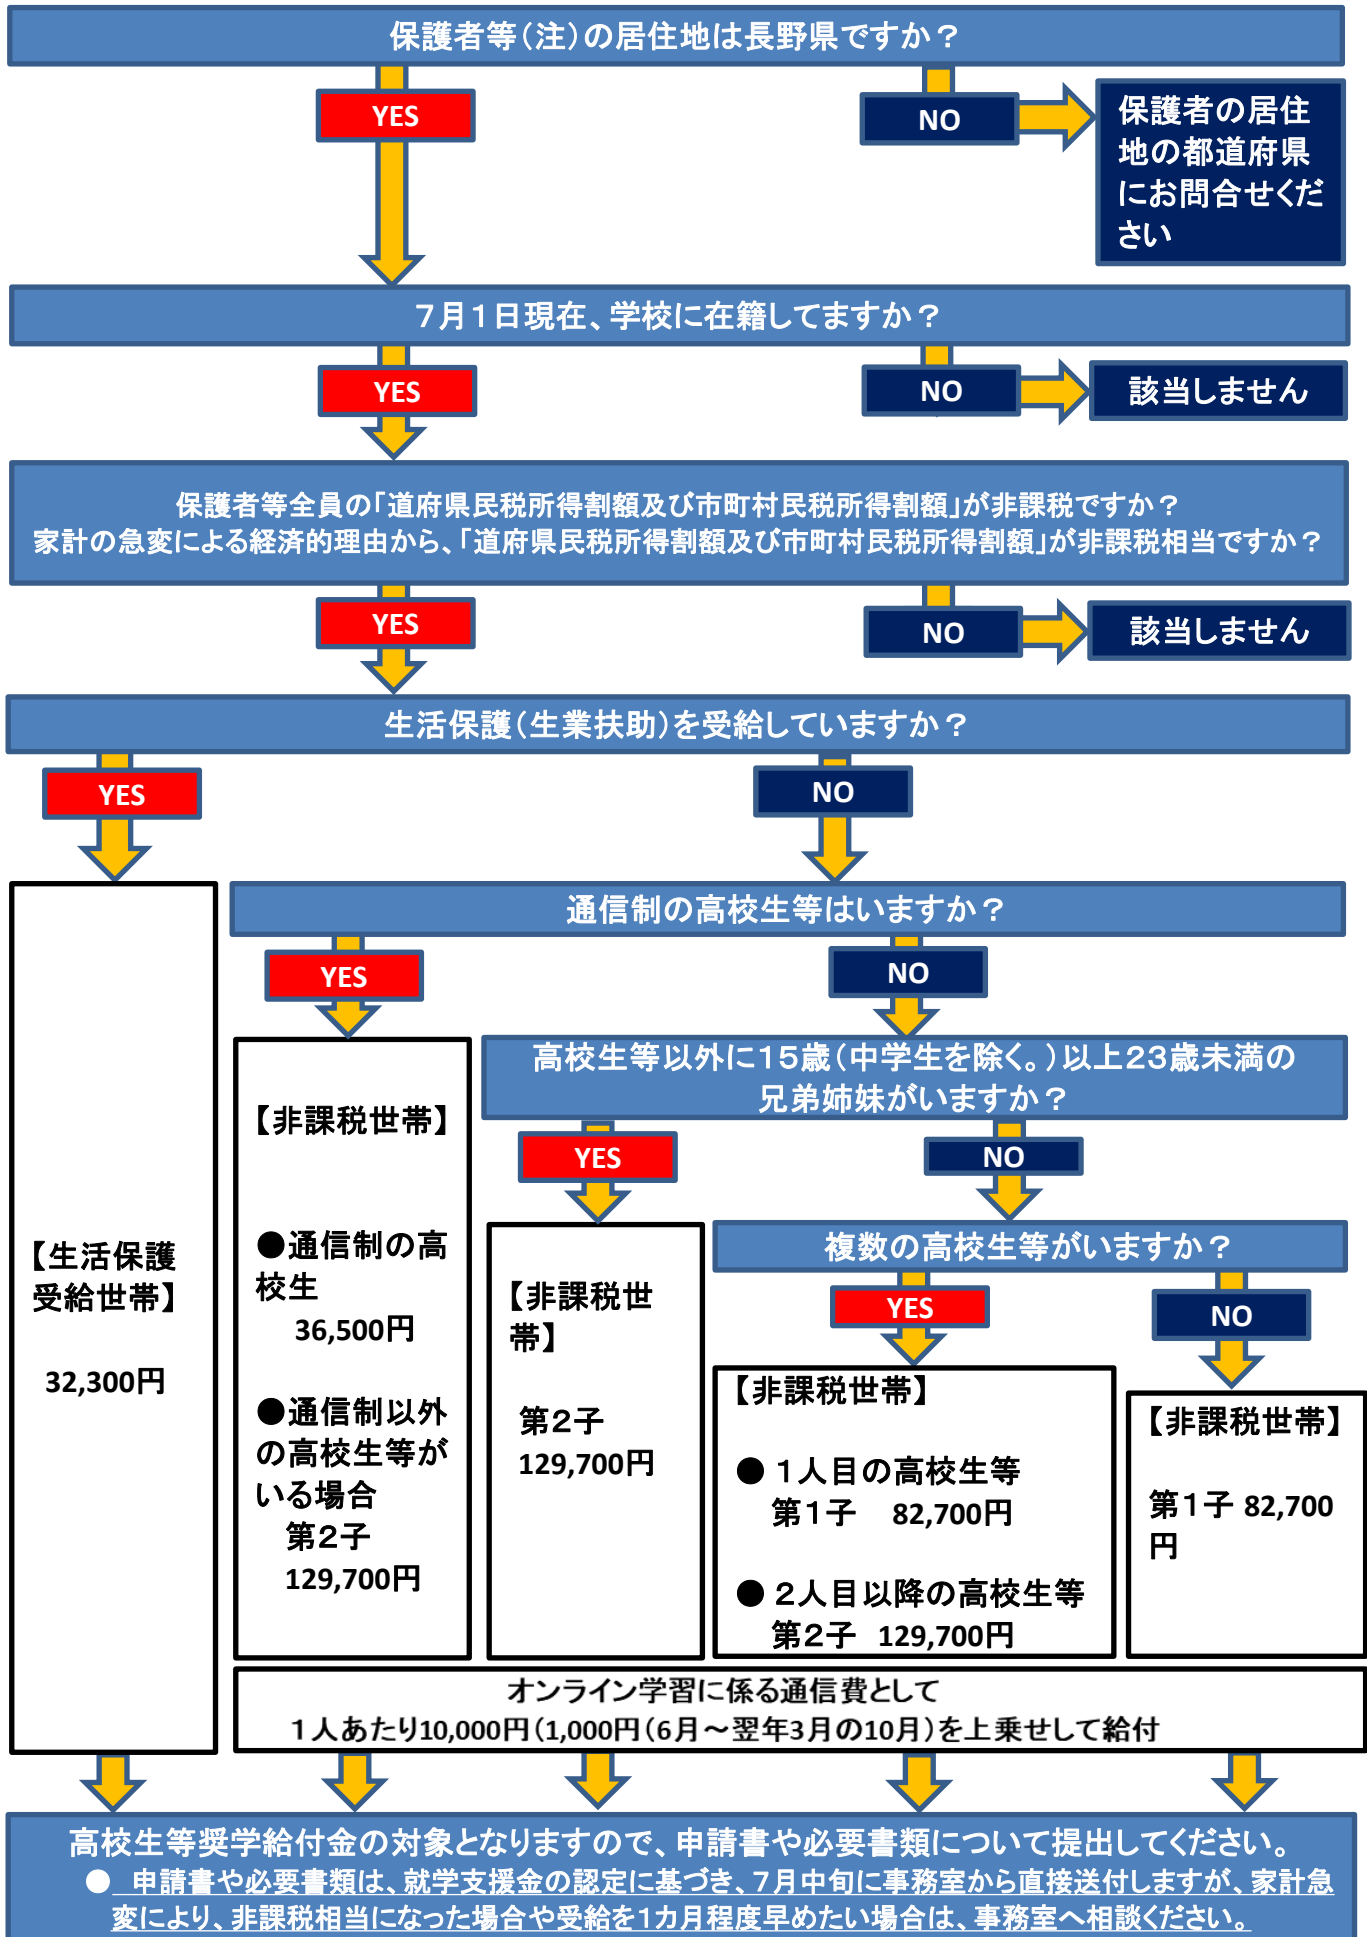 保護者等（注）の居住地は長野県ですか？
YES
NO
保護者の居住
地の都道府県
にお問合せくだ
さい
７月１日現在、学校に在籍してますか？
YES
NO
該当しません
保護者等全員の「道府県民税所得割額及び市町村民税所得割額」が非課税ですか？
家計の急変による経済的理由から、「道府県民税所得割額及び市町村民税所得割額」が非課税相当ですか？
YES
NO
該当しません
生活保護（生業扶助）を受給していますか？
YES
NO
【生活保護
受給世帯】
32,300円
通信制の高校生等はいますか？
YES
NO
【非課税世帯】
●通信制の高
校生
36,500円
●通信制以外
の高校生等が
いる場合
第２子
129,700円
高校生等以外に１５歳（中学生を除く。）以上２３歳未満の
兄弟姉妹がいますか？
YES
NO
【非課税世
帯】
第２子
129,700円
複数の高校生等がいますか？
YES
NO
【非課税世帯】
● １人目の高校生等
第１子 82,700円
● ２人目以降の高校生等
第２子 129,700円
【非課税世帯】
第１子 82,700
円
オンライン学習に係る通信費として
１人あたり10,000円（1,000円（6月～翌年3月の10月）を上乗せして給付
高校生等奨学給付金の対象となりますので、申請書や必要書類について提出してください。
● 申請書や必要書類は、就学支援金の認定に基づき、７月中旬に事務室から直接送付しますが、家計急
変により、非課税相当になった場合や受給を１カ月程度早めたい場合は、事務室へ相談ください。